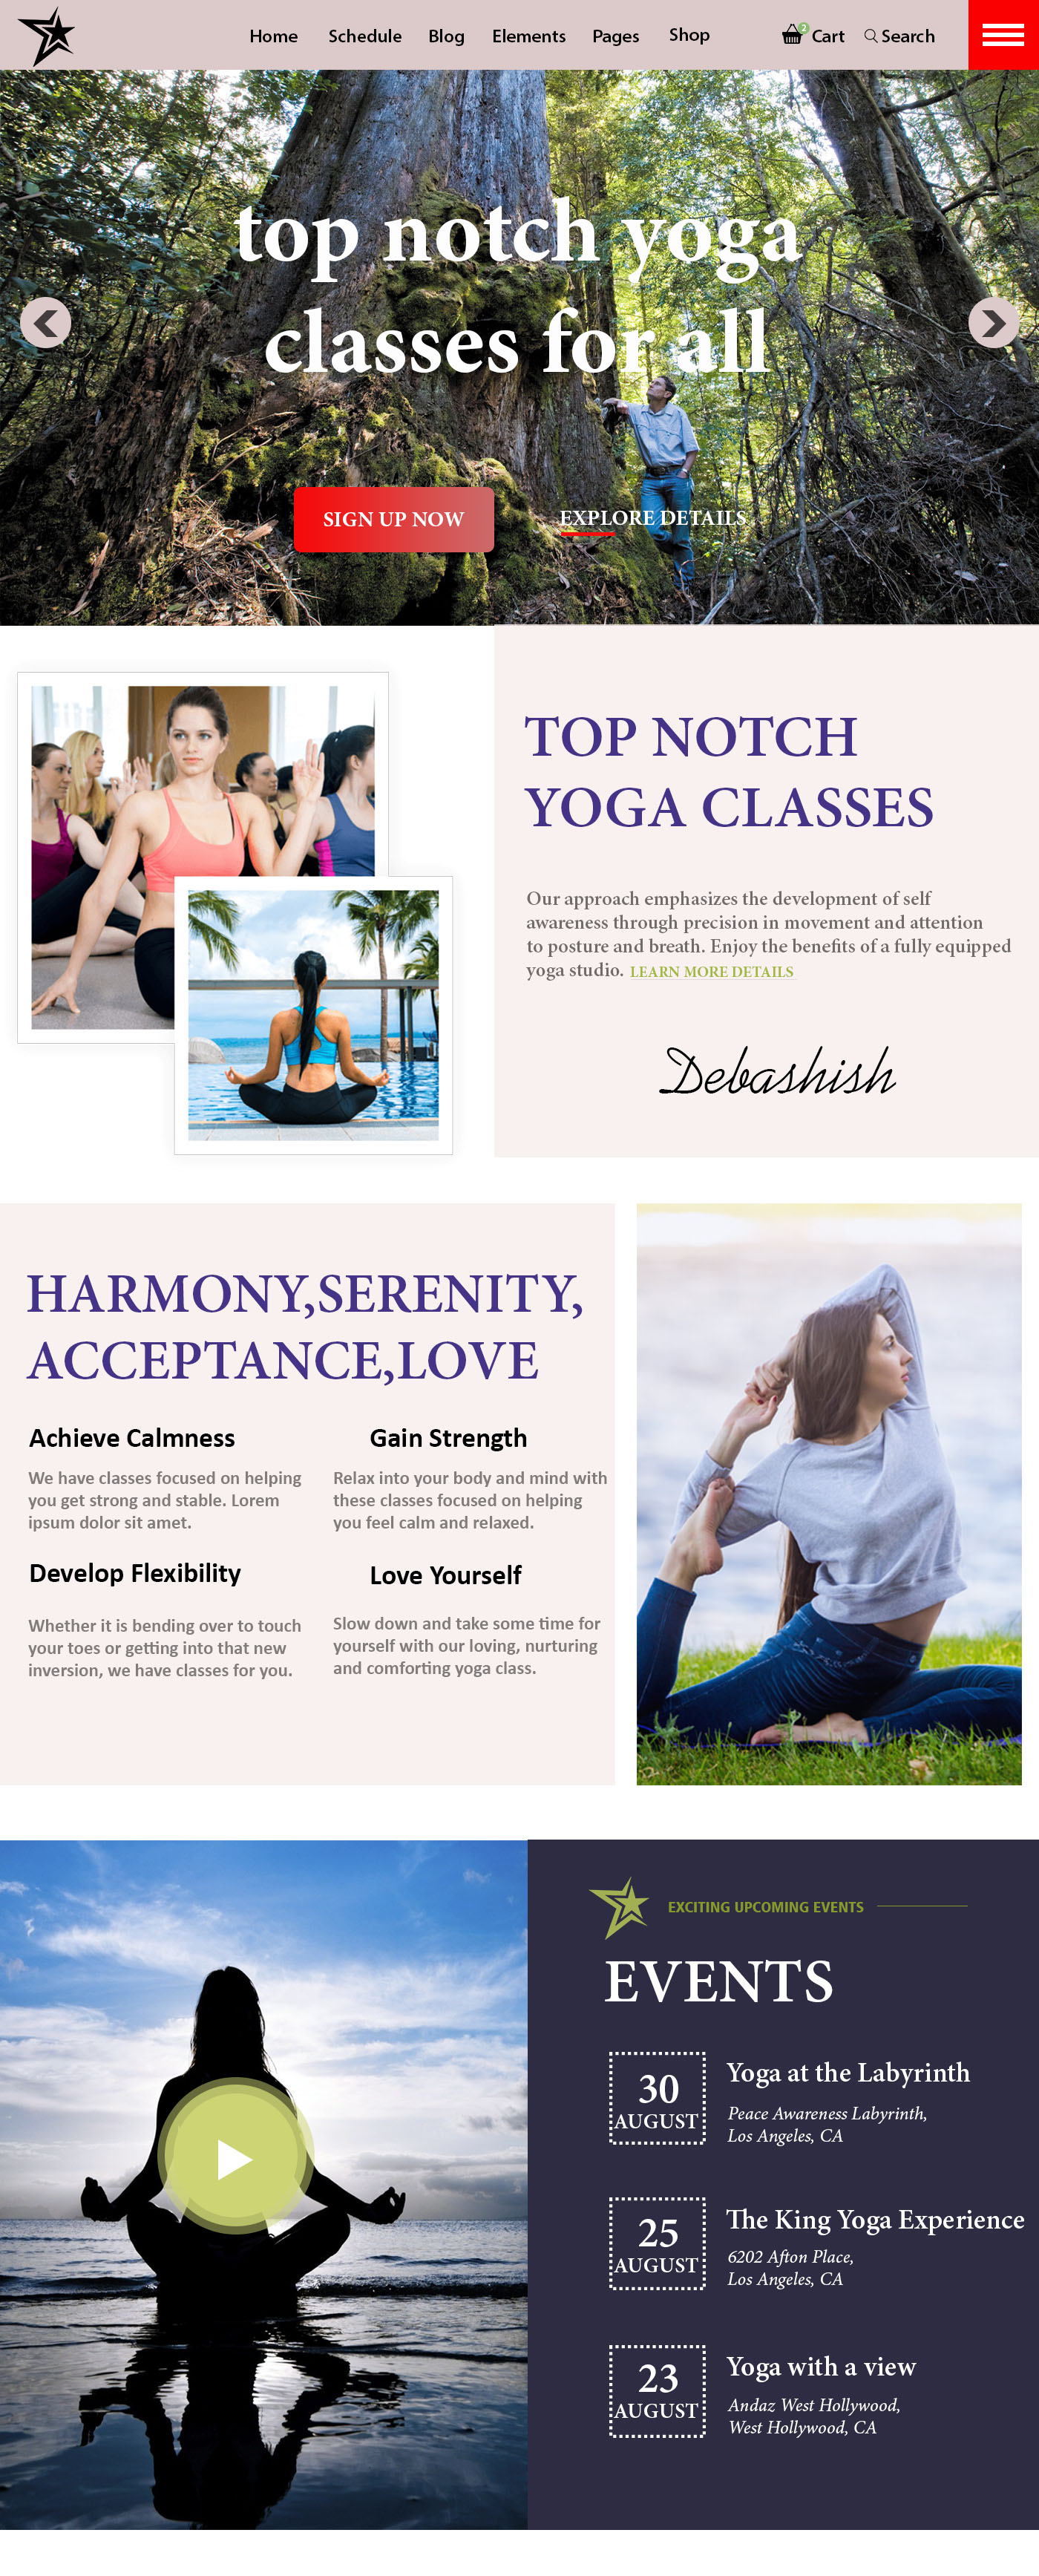 Home Schedule Blog Elements Pages Shop 2 Cart Search
top notch yoga
classes for all
SIGN UP NOW EXPLORE DETAILS
TOP NOTCH
YOGA CLASSES
Our approach emphasizes the development of self
awareness through precision in movement and attention
to posture and breath. Enjoy the benefits of a fully equipped
yoga studio. LEARN MORE DETAILS
Debashish
HARMONY,SERENITY,
ACCEPTANCE,LOVE
Achieve Calmness
We have classes focused on helping
you get strong and stable. Lorem
ipsum dolor sit amet.
Gain Strength
Relax into your body and mind with
these classes focused on helping
you feel calm and relaxed.
Develop Flexibility
Whether it is bending over to touch
your toes or getting into that new
inversion, we have classes for you.
Love Yourself
Slow down and take some time for
yourself with our loving, nurturing
and comforting yoga class.
EXCITING UPCOMING EVENTS
EVENTS
30
AUGUST
Yoga at the Labyrinth
Peace Awareness Labyrinth,
Los Angeles, CA
25
AUGUST
The King Yoga Experience
6202 Afton Place,
Los Angeles, CA
23
AUGUST
Yoga with a view
Andaz West Hollywood,
West Hollywood, CA